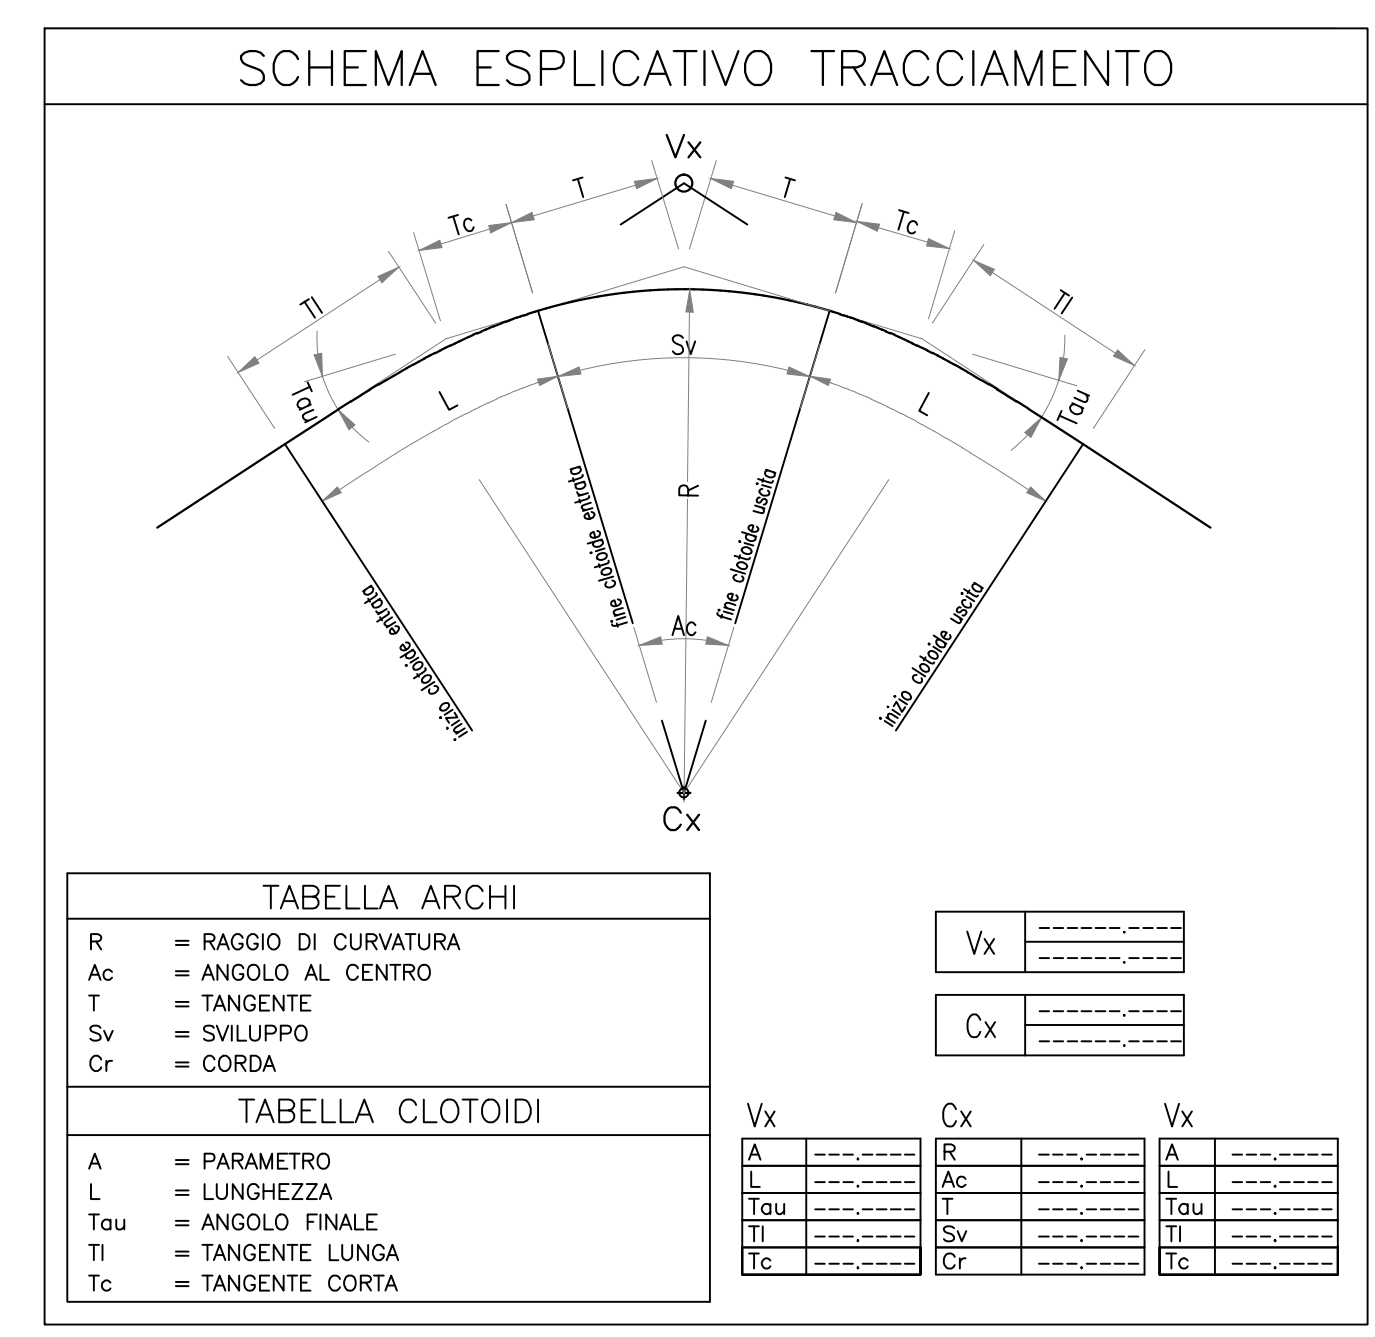 SCHEMA ESPLICATIVO TRACCIAMENTO
Vx
T
T
Tc
Tc
Tl
Tl
Sv
Tau
L
L
Tau
R
fine clotoide entrata
fine clotoide uscita
inizio clotoide entrata
inizio clotoide uscita
Ac
Cx
TABELLA ARCHI
R = RAGGIO DI CURVATURA
Ac = ANGOLO AL CENTRO
T = TANGENTE
Sv = SVILUPPO
Cr = CORDA
TABELLA CLOTOIDI
A = PARAMETRO
L = LUNGHEZZA
Tau = ANGOLO FINALE
Tl = TANGENTE LUNGA
Tc = TANGENTE CORTA
Vx ------.----
------.----
Cx ------.----
------.----
Vx Cx Vx
A ---.---- R ---.---- A ---.----
L ---.---- Ac ---.---- L ---.----
Tau ---.---- T ---.---- Tau ---.----
Tl ---.---- Sv ---.---- Tl ---.----
Tc ---.---- Cr ---.---- Tc ---.----